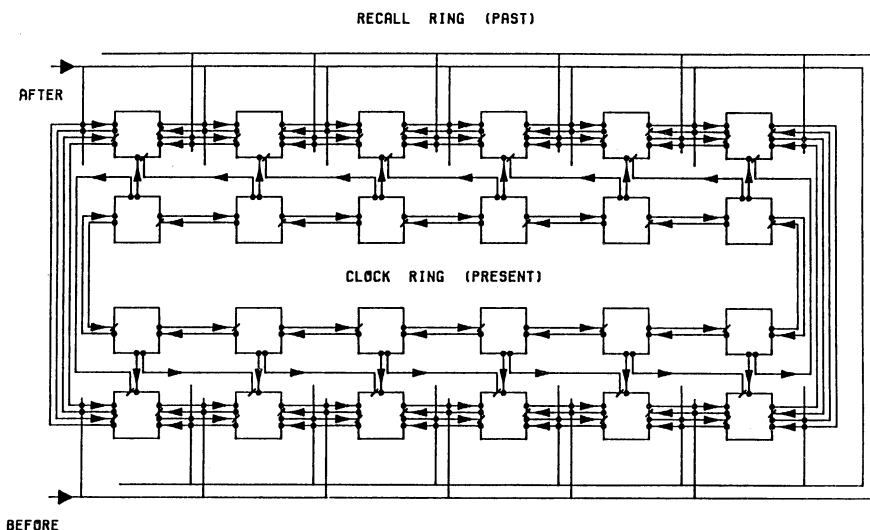 RECALL RING (PAST)
AFTER
CLOCK RING (PRESENT)
BEFORE